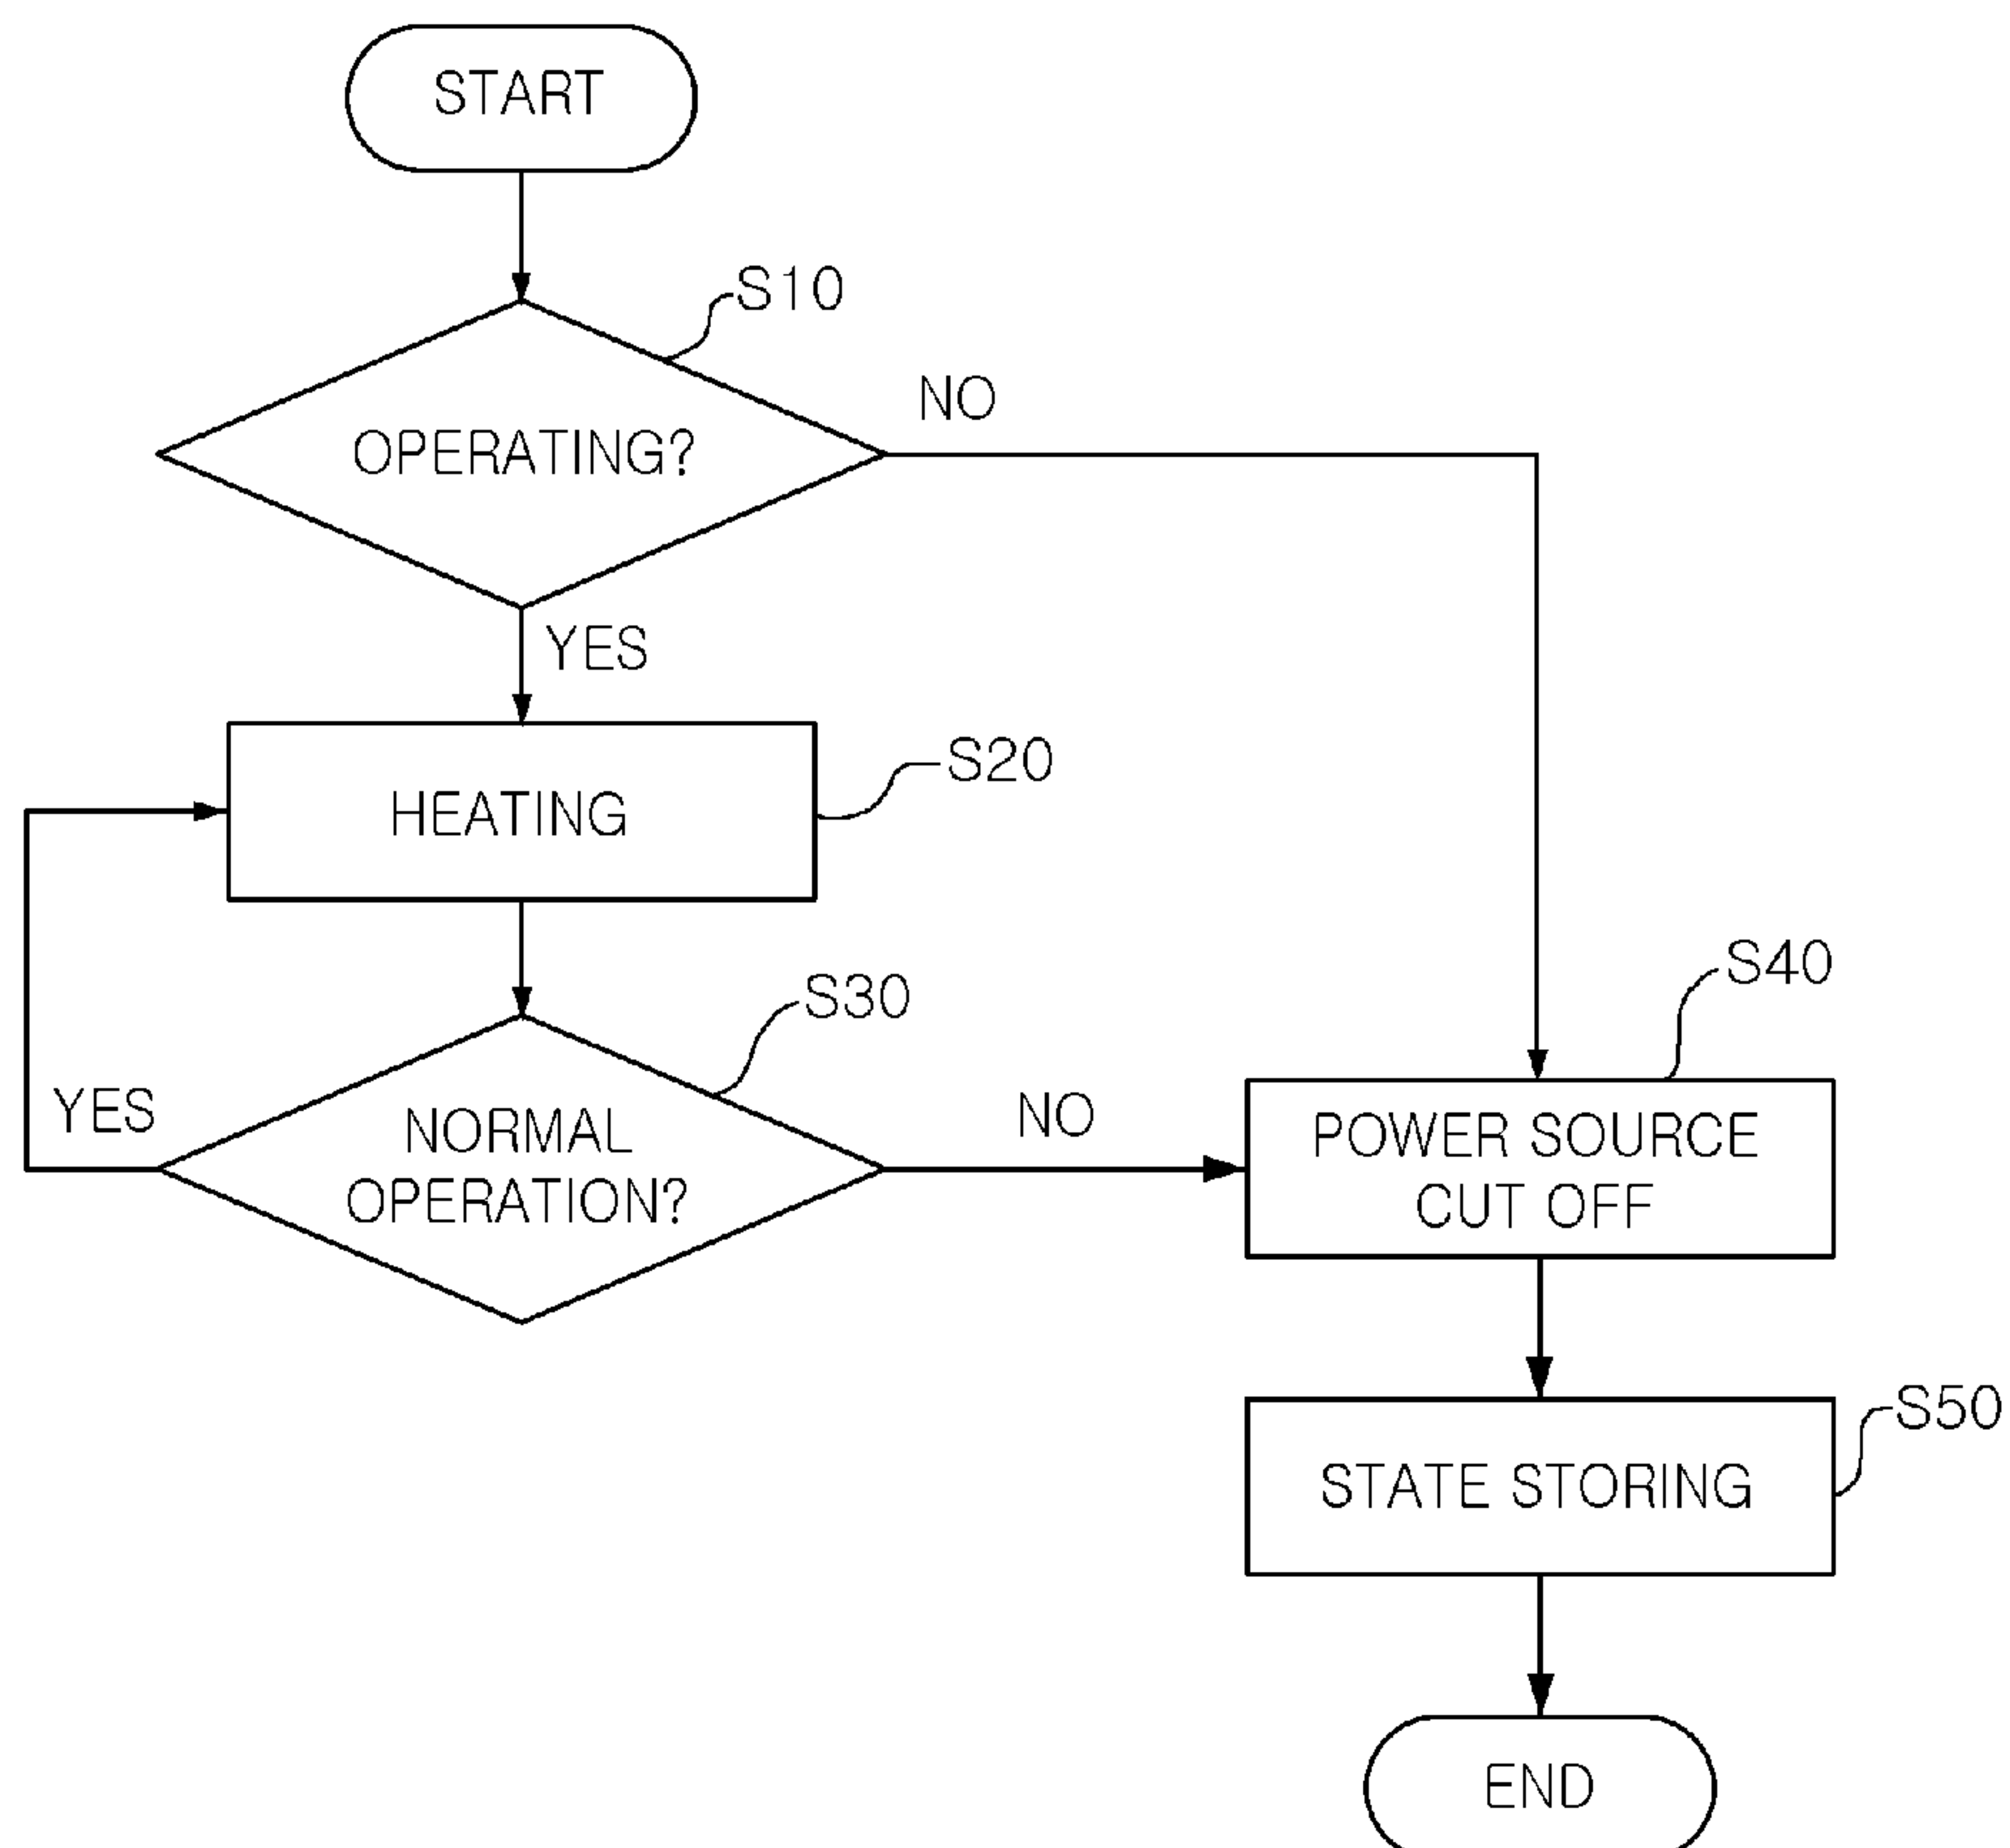 START
S10
NO
OPERATING?
YES
S20
HEATING
S40
S30
YES
NO
NORMAL
OPERATION?
POWER SOURCE
CUT OFF
S50
STATE STORING
END